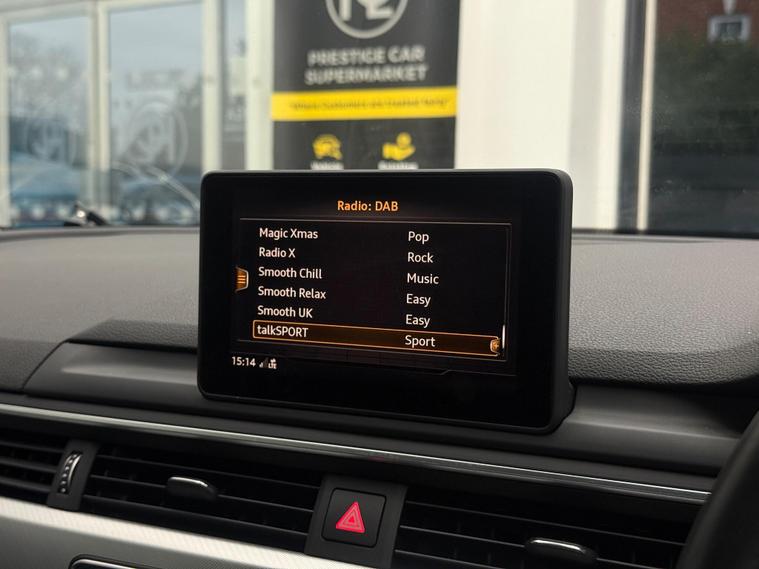 PRESTIGE CAR
SUPERMARKET
Radio: DAB
Magic Xmas Pop
Radio X Rock
Smooth Chill Music
Smooth Relax Easy
Smooth UK Easy
talkSPORT Sport
15:14 LTE